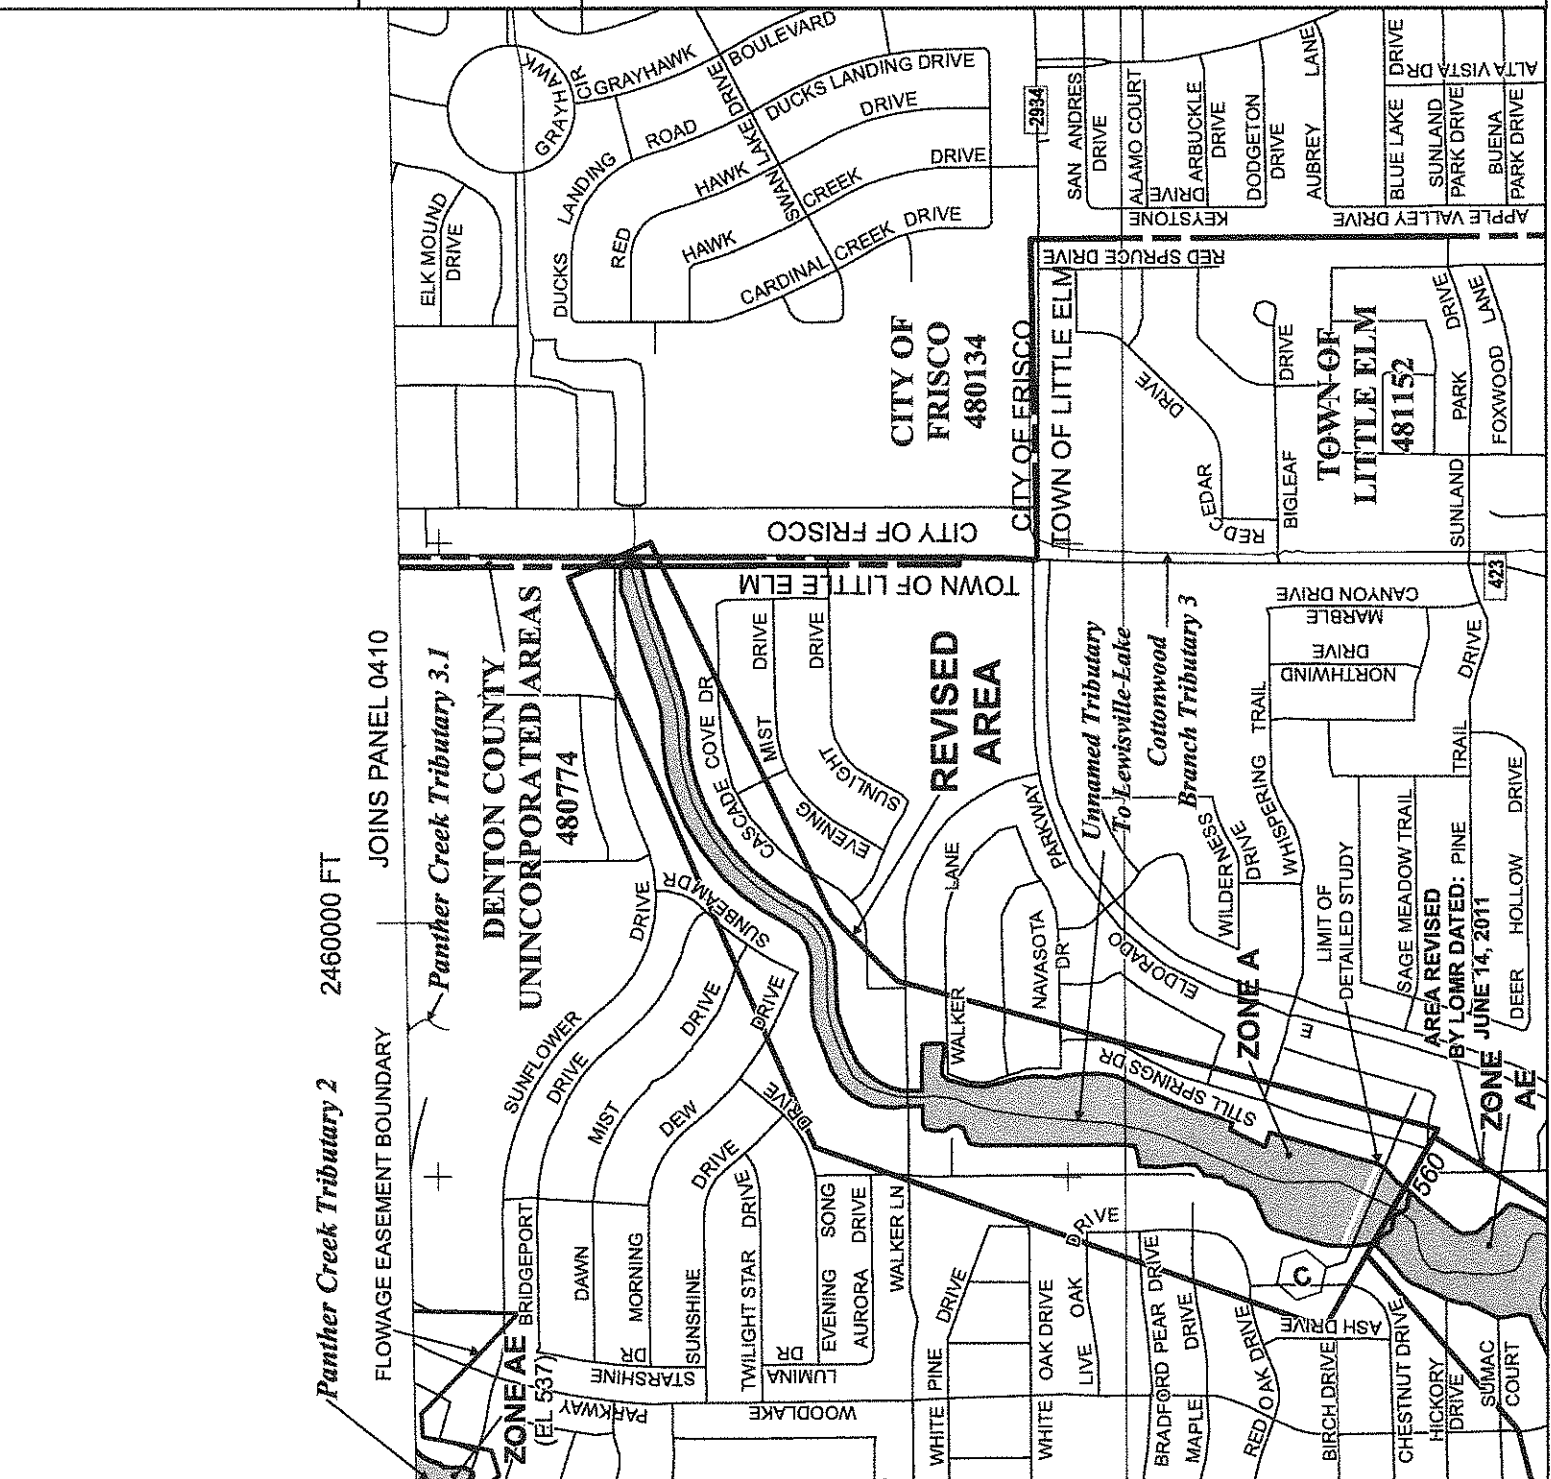 Panther Creek Tributary 2
FLOWAGE EASEMENT BOUNDARY
2460000 FT
JOINS PANEL 0410
Panther Creek Tributary 3.1
DENTON COUNTY
UNINCORPORATED AREAS
480774
ZONE AE
(EL 537)
PARKWAY
WOODLAKE
STARSHINE
DR
LUMINA
DR
BRIDGEPORT
SUNFLOWER
DRIVE
DAWN
MIST
DRIVE
MORNING
DEW
DRIVE
DRIVE
SUNSHINE
DRIVE
DRIVE
TWILIGHT STAR DRIVE
EVENING SONG
AURORA DRIVE
SUNBEAM DR
CASCADE COVE DR
EVENING
MIST
DRIVE
SUNLIGHT
DRIVE
REVISED
AREA
WALKER LN
WALKER
LANE
WHITE PINE
DRIVE
NAVASOTA
DR
ELDORADO
PARKWAY
WHITE
OAK DRIVE
LIVE OAK
DRIVE
BRADFORD PEAR DRIVE
MAPLE DRIVE
RED OAK DRIVE
BIRCH DRIVE
ASH DRIVE
CHESTNUT DRIVE
HICKORY
DRIVE
SUMAC
COURT
C
560
STILL SPRINGS DR
ZONE A
Unnamed Tributary
To Lewisville Lake
Cottonwood
Branch Tributary 3
WILDERNESS
DRIVE
WHISPERING TRAIL
E
LIMIT OF
DETAILED STUDY
SAGE MEADOW TRAIL
AREA REVISED
BY LOMR DATED:
JUNE 14, 2011
PINE
TRAIL
DRIVE
DEER HOLLOW DRIVE
ZONE
AE
NORTHWIND
DRIVE
MARBLE
CANYON DRIVE
423
TOWN OF LITTLE ELM
CITY OF FRISCO
CITY OF FRISCO
TOWN OF LITTLE ELM
CITY OF
FRISCO
480134
TOWN OF
LITTLE ELM
481152
RED CEDAR
DRIVE
BIGLEAF
DRIVE
SUNLAND
PARK
DRIVE
FOXWOOD LANE
RED SPRUCE DRIVE
ELK MOUND
DRIVE
GRAYHAWK
CIR
GRAYHAWK
BOULEVARD
DUCKS
LANDING
ROAD
DUCKS LANDING DRIVE
RED
HAWK
DRIVE
SWAN LAKE DRIVE
HAWK
CREEK
DRIVE
CARDINAL CREEK DRIVE
2934
SAN ANDRES
DRIVE
ALAMO COURT
ARBUCKLE
DRIVE
DODGETON
DRIVE
AUBREY LANE
KEYSTONE
DRIVE
APPLE VALLEY DRIVE
BLUE LAKE DRIVE
SUNLAND
PARK DRIVE
BUENA
PARK DRIVE
ALTA VISTA DR